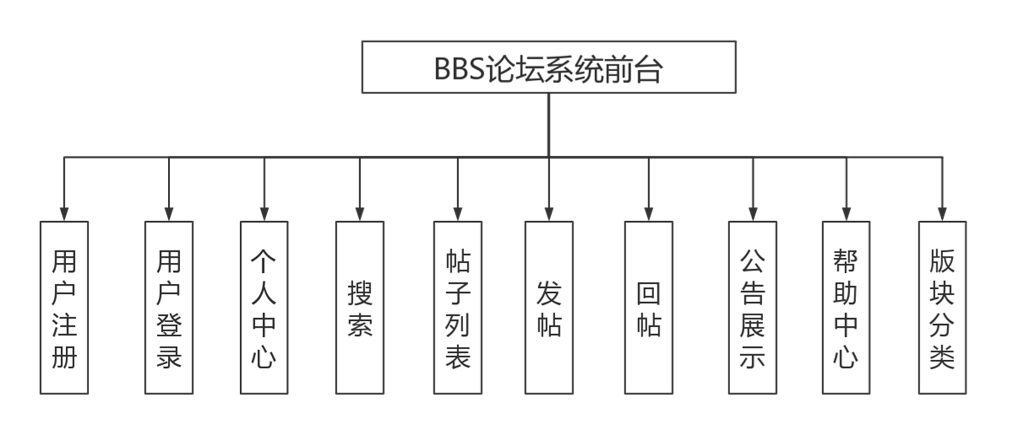 BBS论坛系统前台
用户注册
用户登录
个人中心
搜索
帖子列表
发帖
回帖
公告展示
帮助中心
版块分类